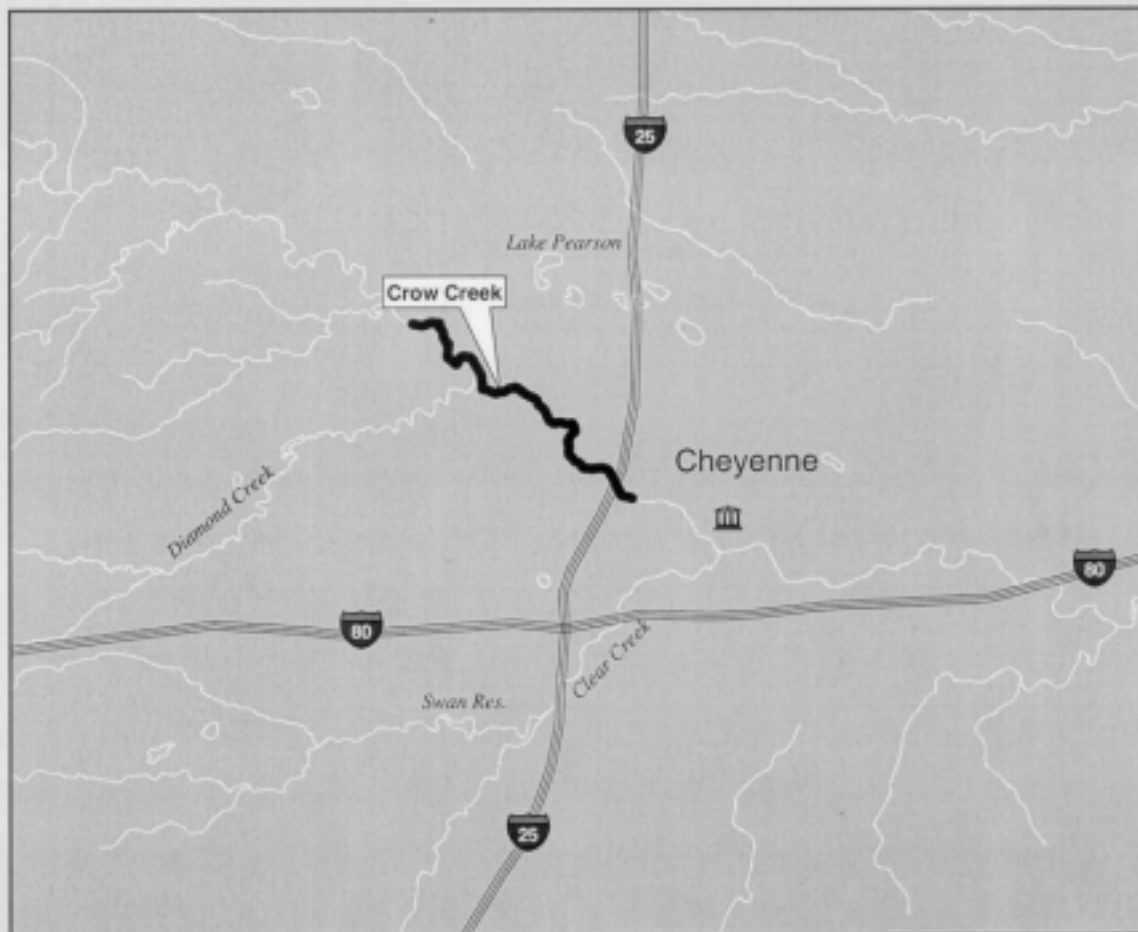 25
Lake Pearson
Crow Creek
Cheyenne
Diamond Creek
80
80
Clear Creek
Swan Res.
25